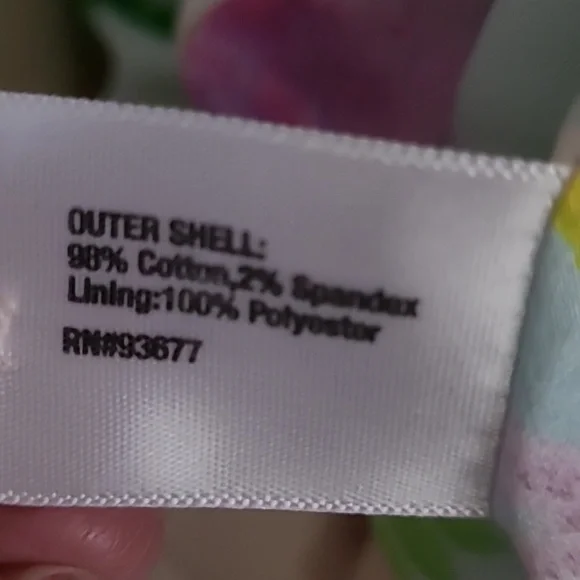 OUTER SHELL:
98% Cotton,2% Spandex
Lining:100% Polyester
RN#93677